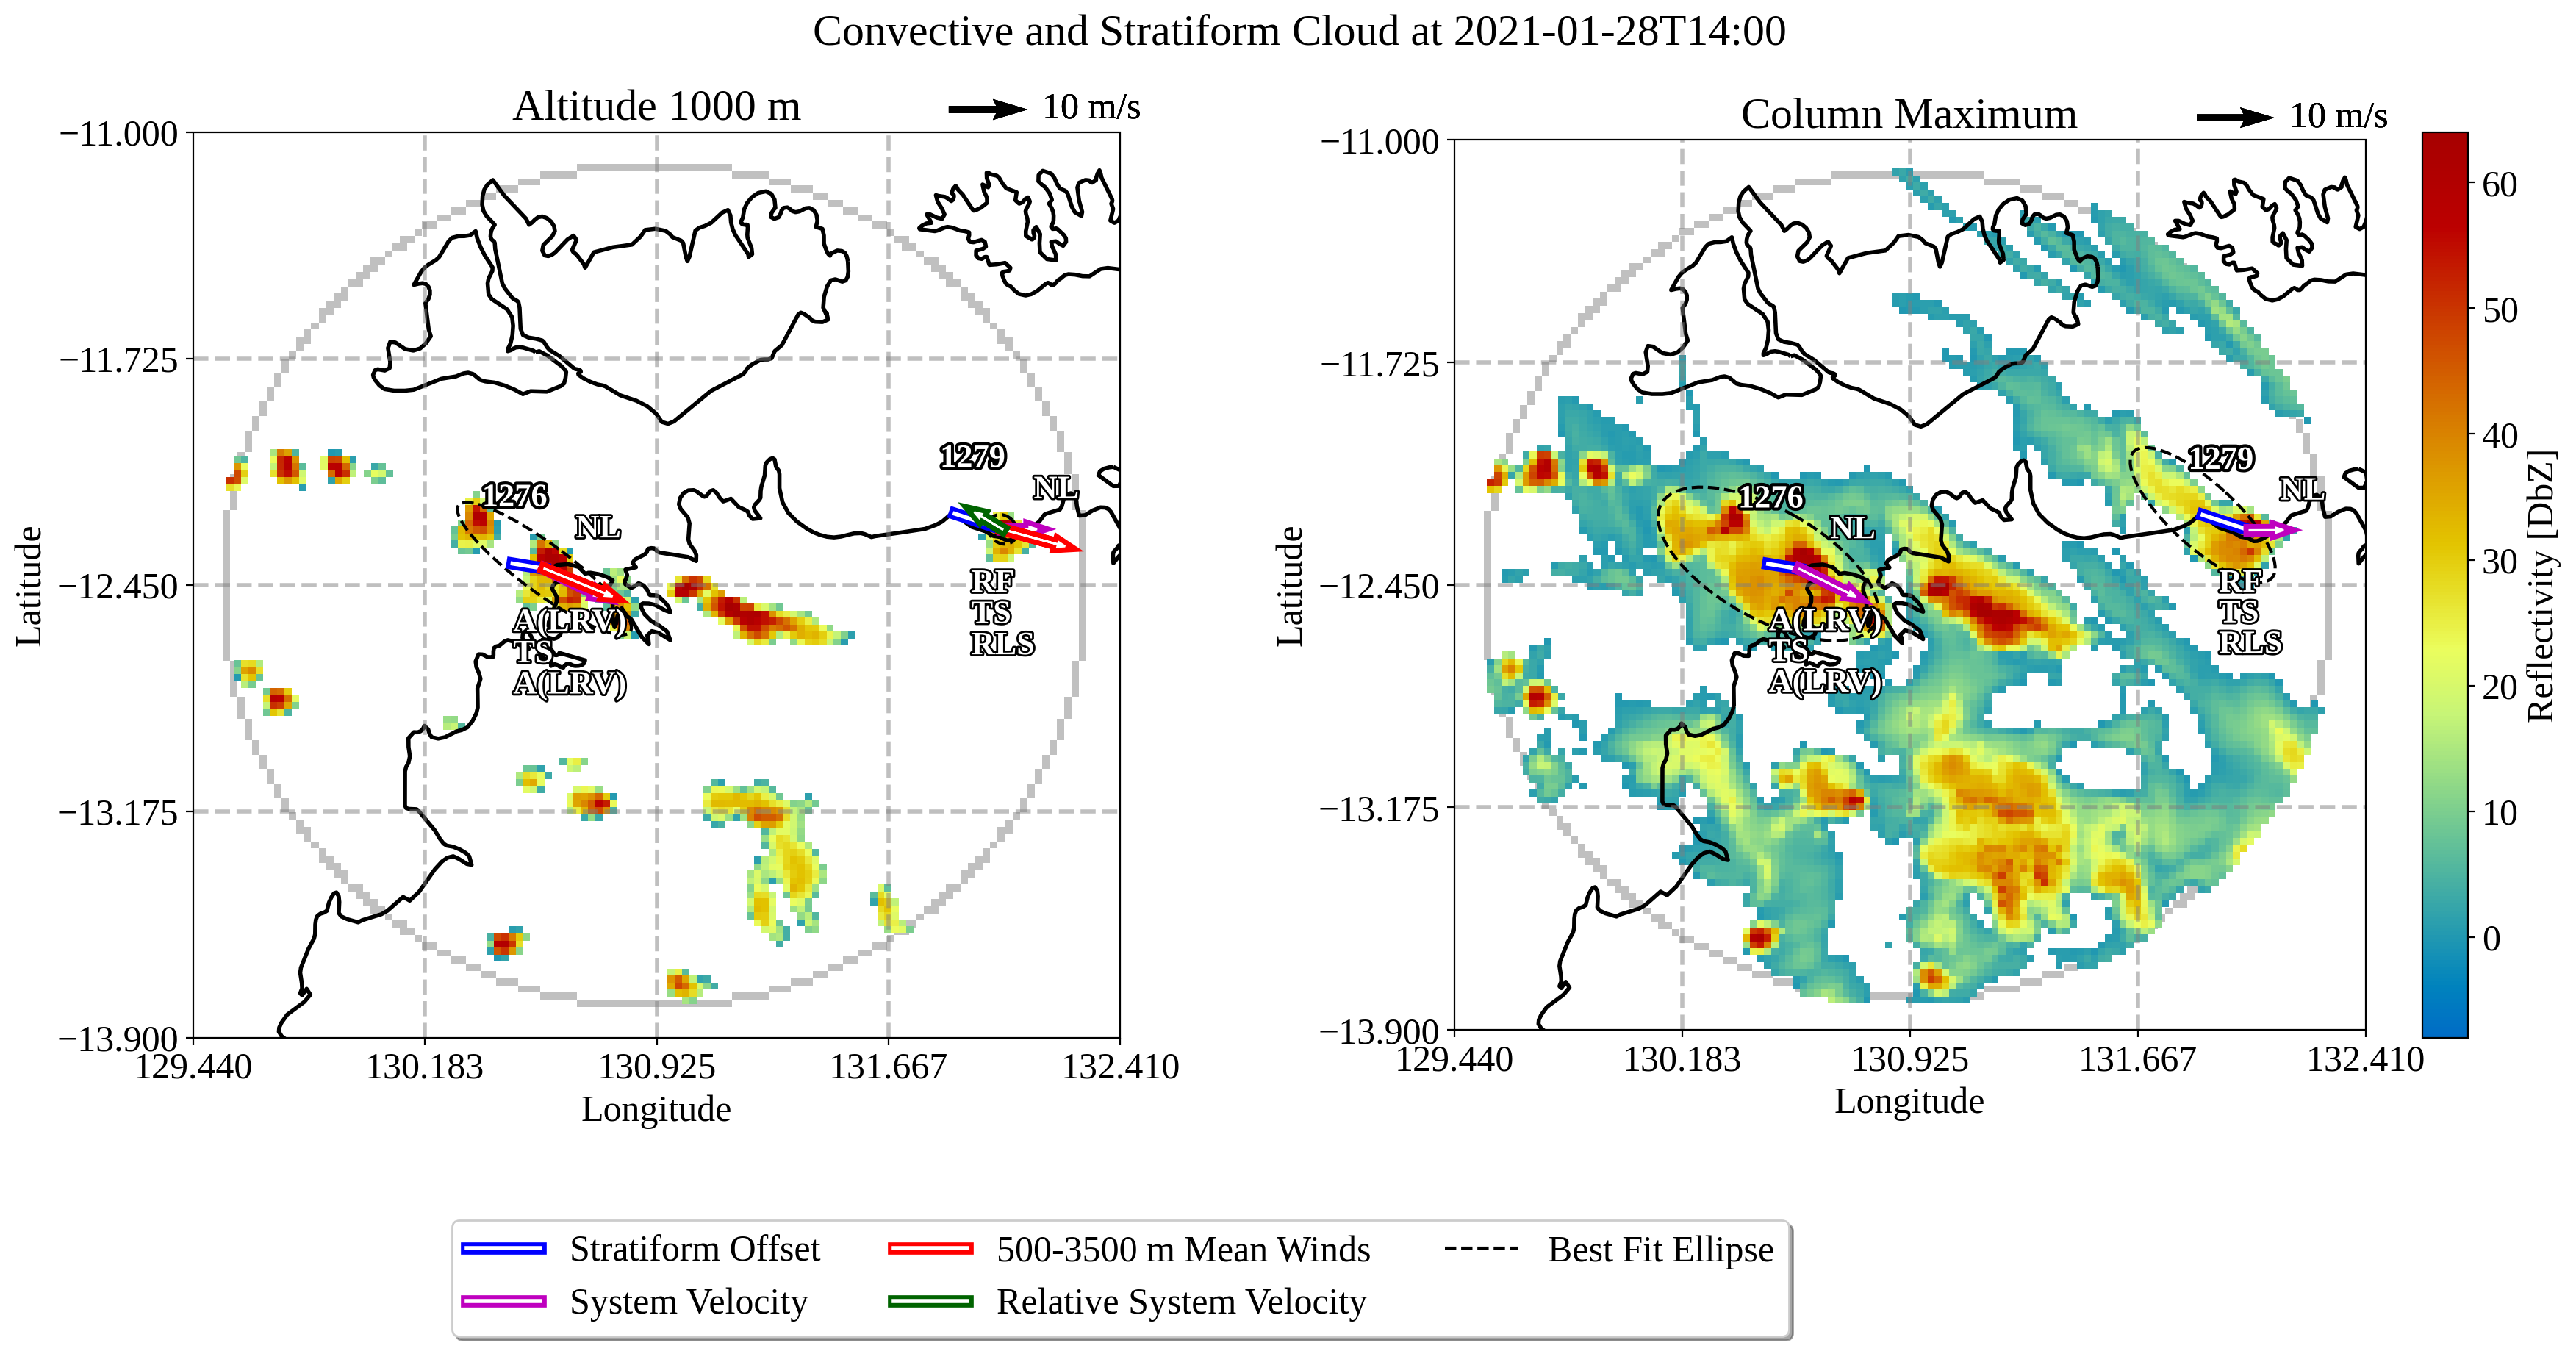 Convective and Stratiform Cloud at 2021-01-28T14:00
Altitude 1000 m
10 m/s
Latitude
−11.000
−11.725
−12.450
−13.175
−13.900
129.440
130.183
130.925
131.667
132.410
Longitude
1276
NL
A(LRV)
TS
A(LRV)
1279
NL
RF
TS
RLS
Column Maximum
10 m/s
Latitude
−11.000
−11.725
−12.450
−13.175
−13.900
129.440
130.183
130.925
131.667
132.410
Longitude
1276
NL
A(LRV)
TS
A(LRV)
1279
NL
RF
TS
RLS
60
50
40
30
20
10
0
Reflectivity [DbZ]
Stratiform Offset
System Velocity
500-3500 m Mean Winds
Relative System Velocity
Best Fit Ellipse